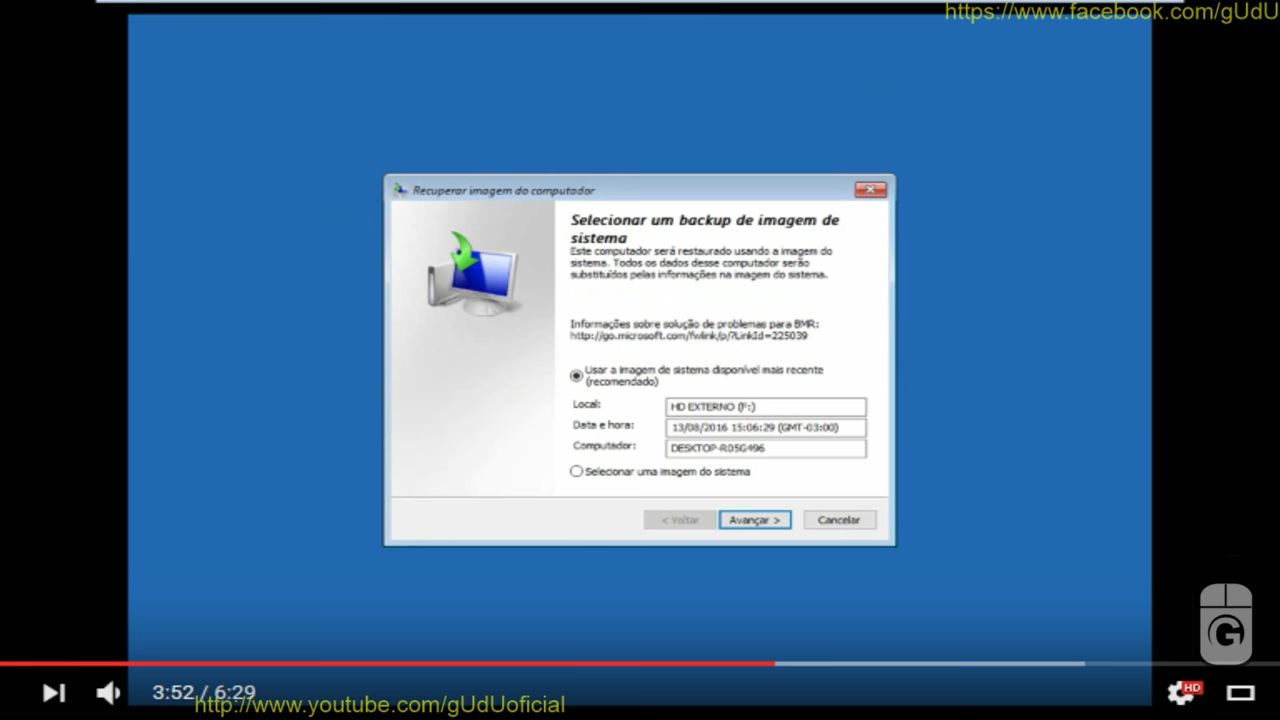 https://www.facebook.com/gUdU
Recuperar imagem do computador
Selecionar um backup de imagem de
sistema
Este computador será restaurado usando a imagem do
sistema. Todos os dados desse computador serão
substituídos pelas informações na imagem do sistema.
Informações sobre solução de problemas para BMR:
http://go.microsoft.com/fwlink/p/?LinkId=225039
Usar a imagem de sistema disponível mais recente
(recomendado)
Local: HD EXTERNO (F:)
Data e hora: 13/08/2016 15:06:29 (GMT-03:00)
Computador: DESKTOP-R05G496
Selecionar uma imagem do sistema
< Voltar Avançar > Cancelar
G
3:52 / 6:29 HD
http://www.youtube.com/gUdUoficial